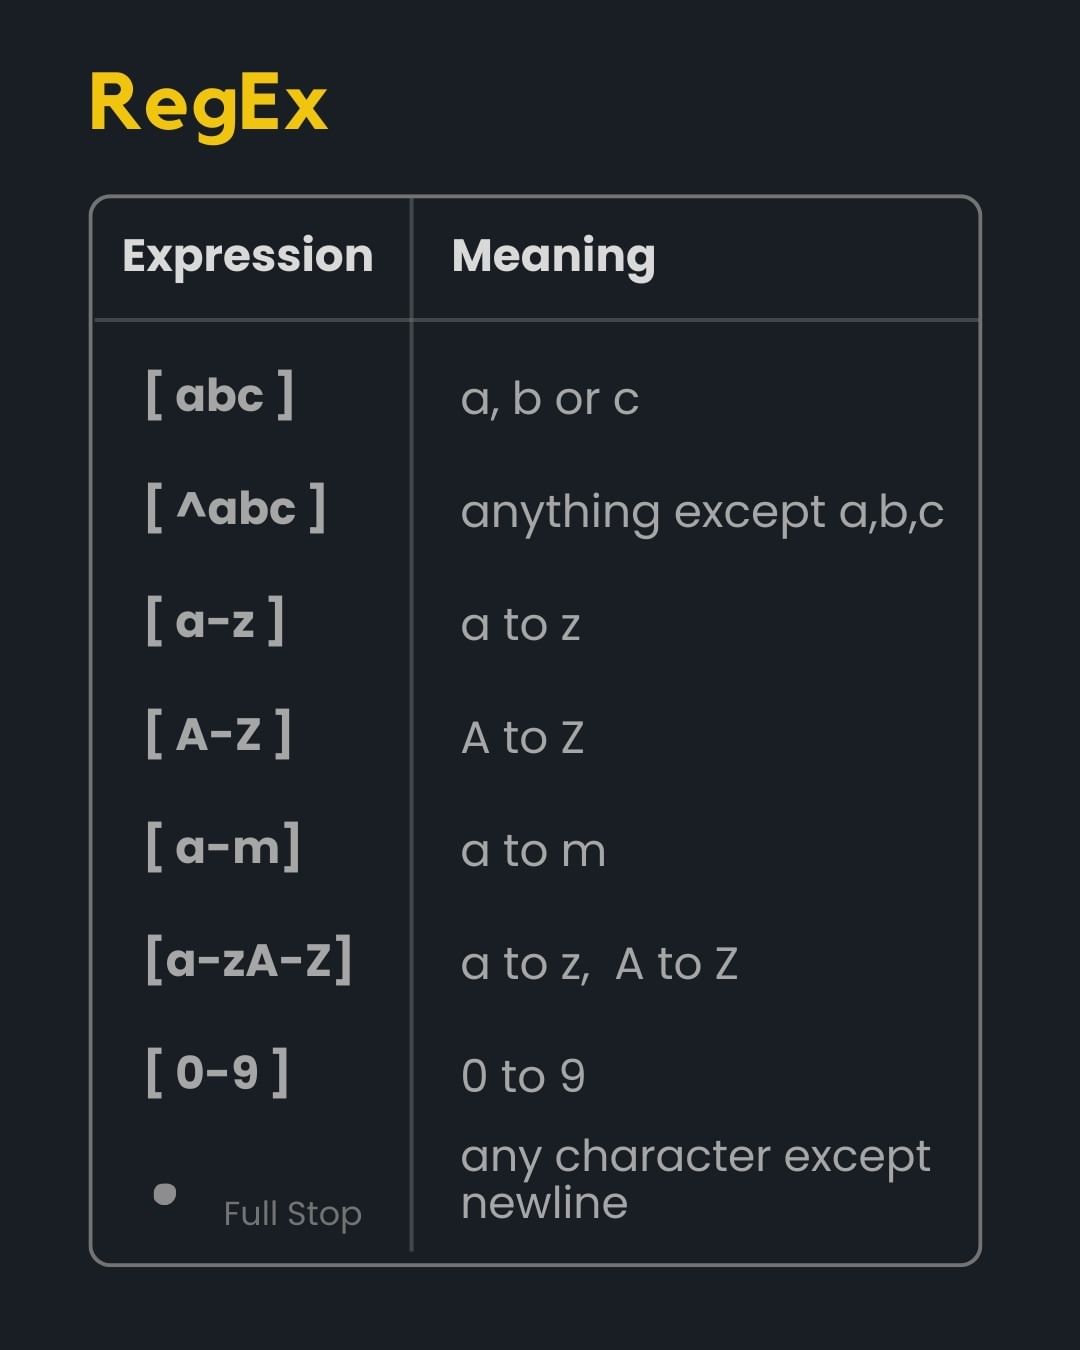 RegEx
Expression Meaning
[ abc ] a, b or c
[ ^abc ] anything except a,b,c
[ a-z ] a to z
[ A-Z ] A to Z
[ a-m] a to m
[a-zA-Z] a to z, A to Z
[ 0-9 ] 0 to 9
. Full Stop any character except
newline